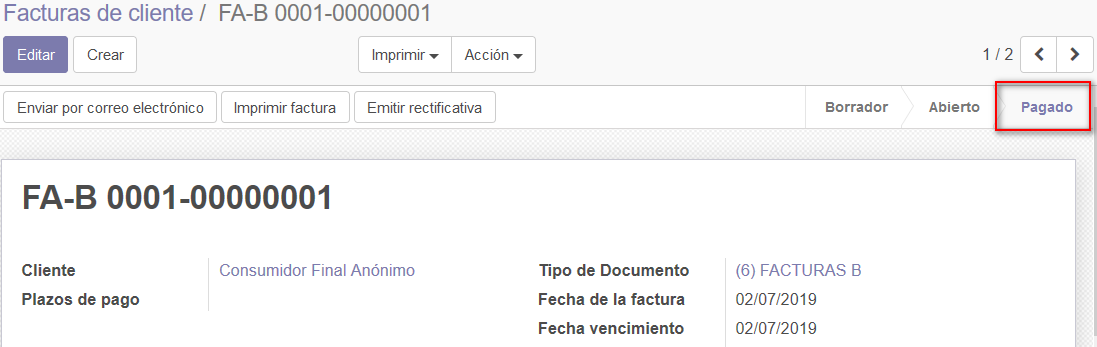 Facturas de cliente / FA-B 0001-00000001
Editar Crear Imprimir Acción 1 / 2
Enviar por correo electrónico Imprimir factura Emitir rectificativa Borrador Abierto Pagado
FA-B 0001-00000001
Cliente Consumidor Final Anónimo Tipo de Documento (6) FACTURAS B
Plazos de pago Fecha de la factura 02/07/2019
Fecha vencimiento 02/07/2019